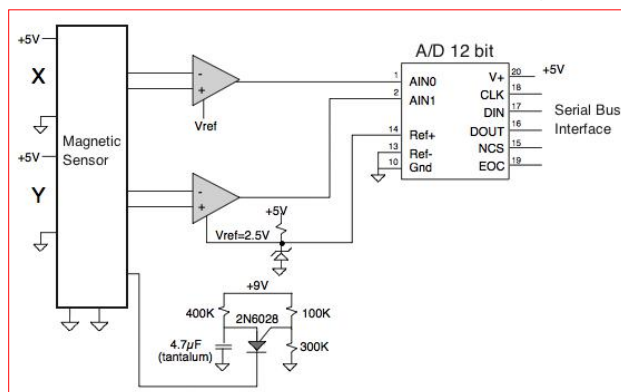 A/D 12 bit
+5V
X
+5V
Y
Magnetic
Sensor
-
+
Vref
-
+
+5V
Vref=2.5V
1
AIN0
2
AIN1
14
Ref+
13
Ref-
10
Gnd
V+
20
+5V
CLK
18
DIN
17
DOUT
16
NCS
15
EOC
19
Serial Bus
Interface
+9V
400K
2N6028
100K
4.7µF
(tantalum)
300K